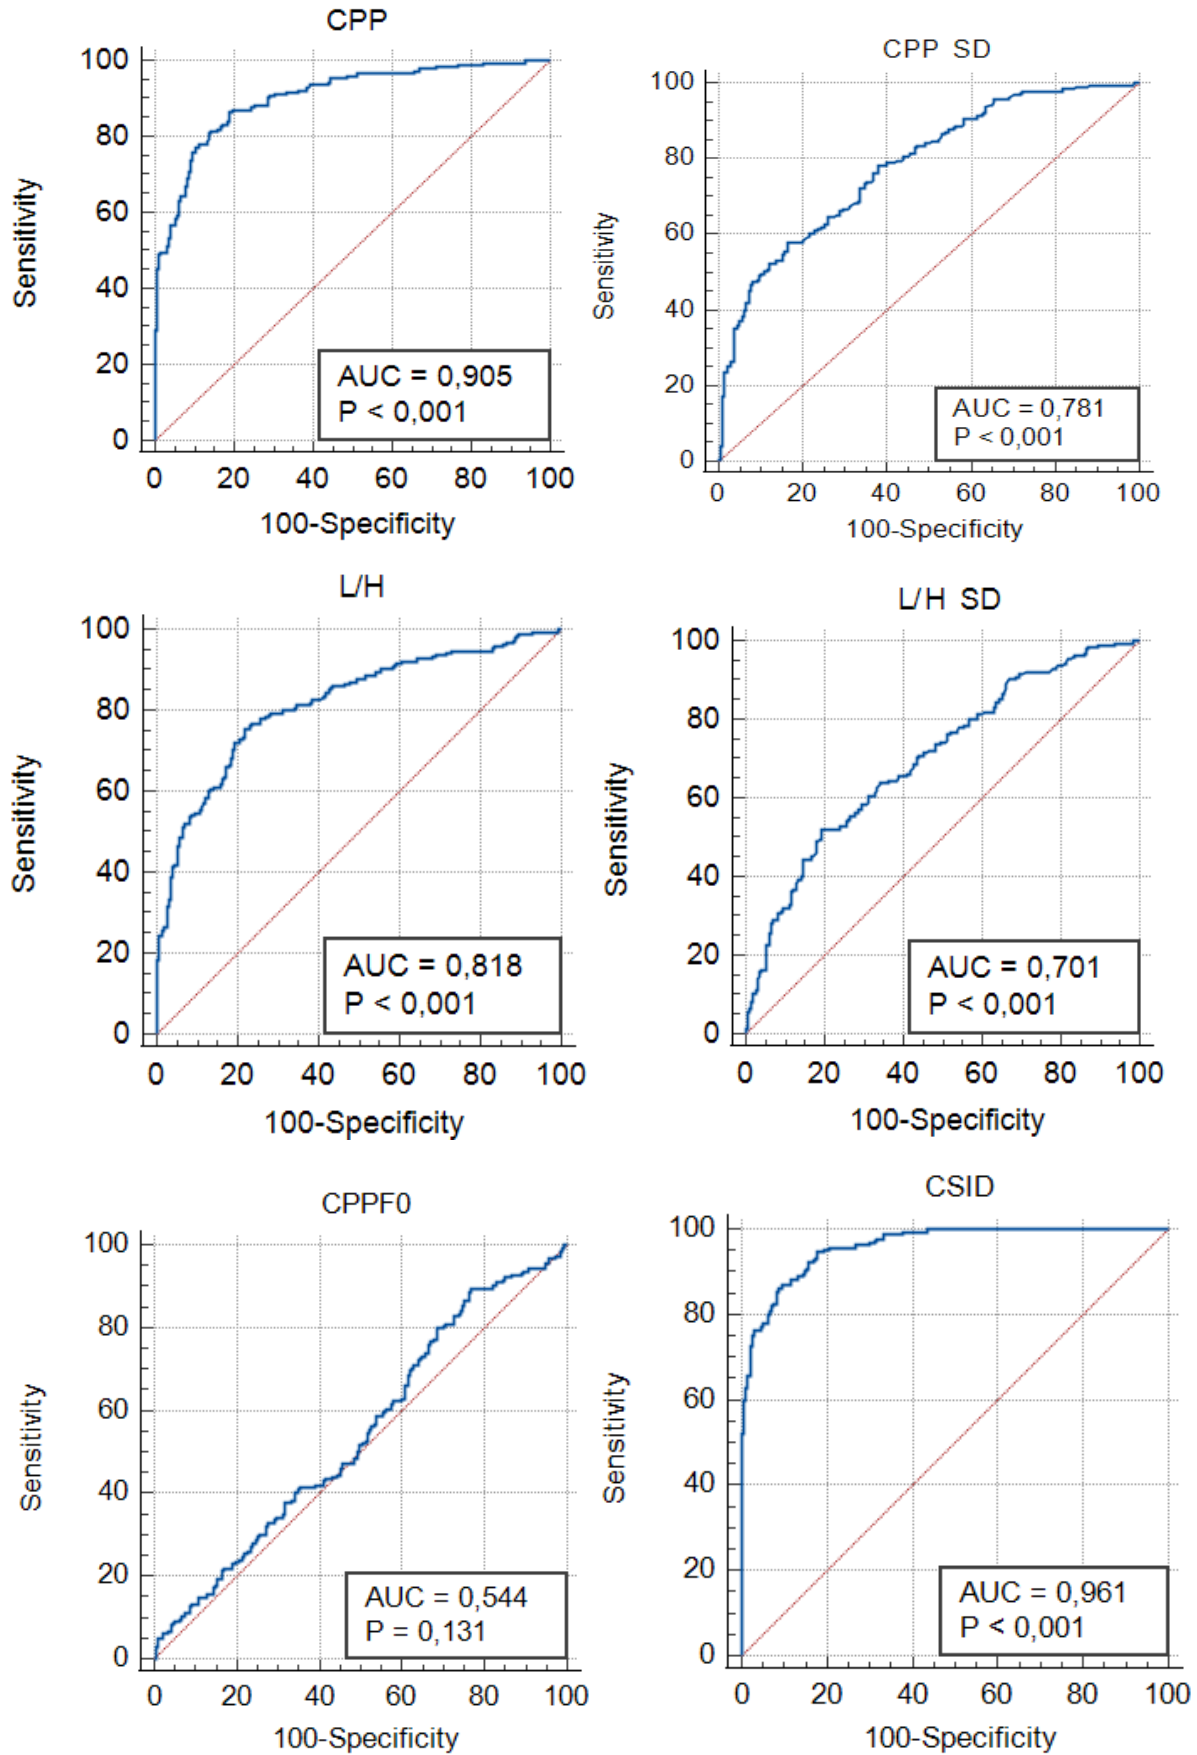 CPP
100
80
60
40
20
0
Sensitivity
AUC = 0,905
P < 0,001
0 20 40 60 80 100
100-Specificity
CPP SD
100
80
60
40
20
0
Sensitivity
AUC = 0,781
P < 0,001
0 20 40 60 80 100
100-Specificity
L/H
100
80
60
40
20
0
Sensitivity
AUC = 0,818
P < 0,001
0 20 40 60 80 100
100-Specificity
L/H SD
100
80
60
40
20
0
Sensitivity
AUC = 0,701
P < 0,001
0 20 40 60 80 100
100-Specificity
CPPF0
100
80
60
40
20
0
Sensitivity
AUC = 0,544
P = 0,131
0 20 40 60 80 100
100-Specificity
CSID
100
80
60
40
20
0
Sensitivity
AUC = 0,961
P < 0,001
0 20 40 60 80 100
100-Specificity